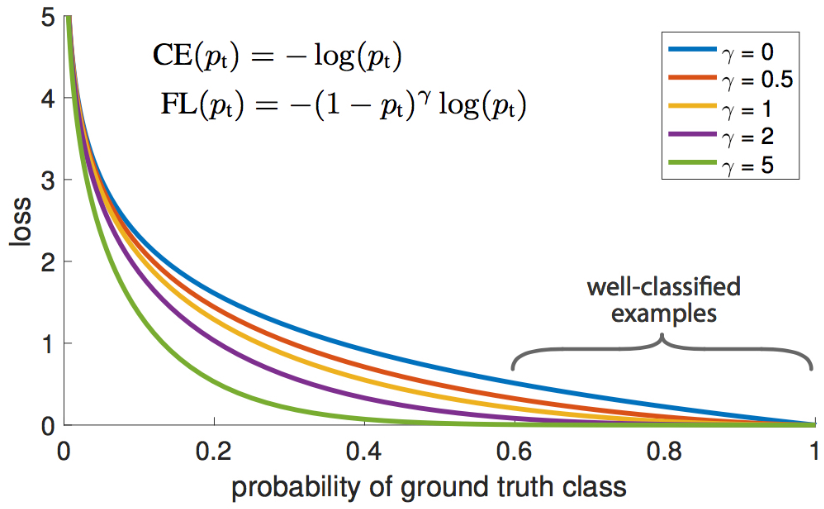 CE(pₜ) = − log(pₜ)
FL(pₜ) = −(1 − pₜ)^γ log(pₜ)
γ = 0
γ = 0.5
γ = 1
γ = 2
γ = 5
well-classified
examples
loss
5
4
3
2
1
0
0 0.2 0.4 0.6 0.8 1
probability of ground truth class